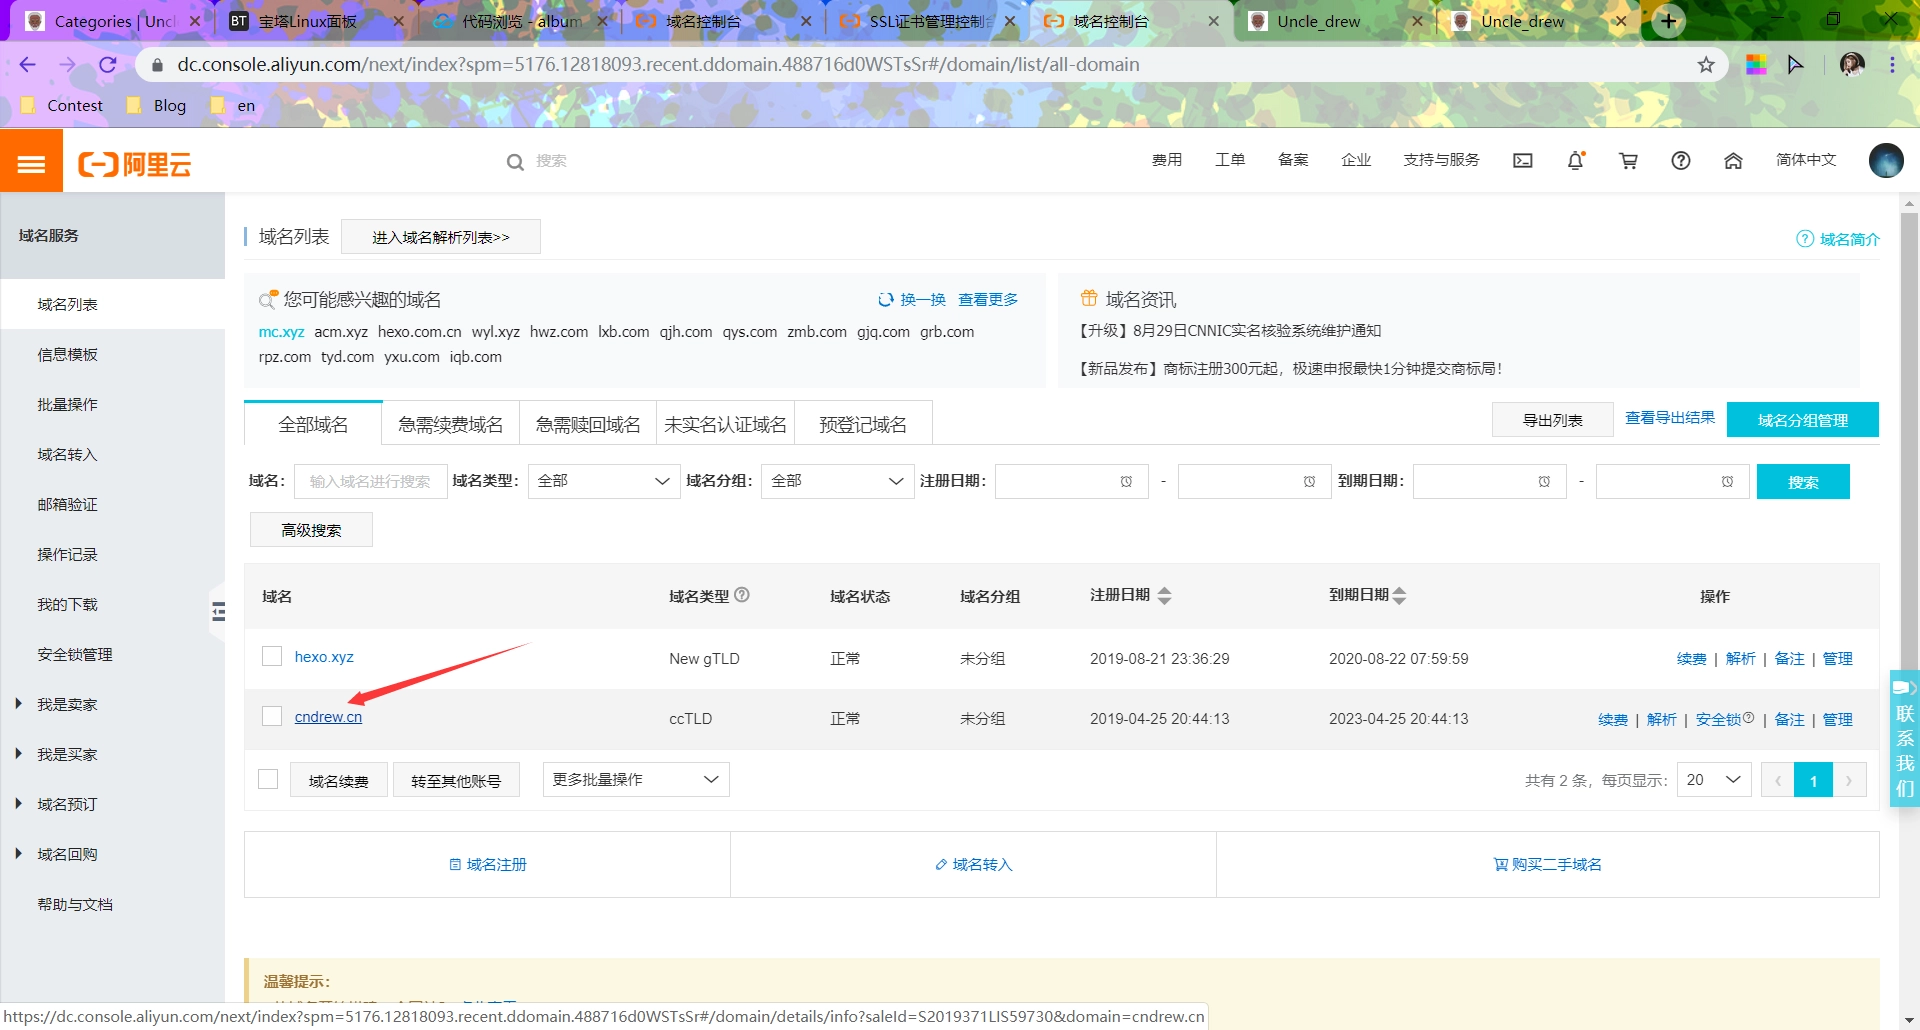 Categories | Uncl
宝塔Linux面板
代码浏览 - album
域名控制台
SSL证书管理控制台
域名控制台
Uncle_drew
Uncle_drew
dc.console.aliyun.com/next/index?spm=5176.12818093.recent.ddomain.488716d0WSTsSr#/domain/list/all-domain
Contest
Blog
en
阿里云
搜索
费用
工单
备案
企业
支持与服务
简体中文
域名服务
域名列表
信息模板
批量操作
域名转入
邮箱验证
操作记录
我的下载
安全锁管理
我是卖家
我是买家
域名预订
域名回购
帮助与文档
域名列表
进入域名解析列表>>
域名简介
您可能感兴趣的域名
换一换 查看更多
mc.xyz acm.xyz hexo.com.cn wyl.xyz hwz.com lxb.com qjh.com qys.com zmb.com gjq.com grb.com
rpz.com tyd.com yxu.com iqb.com
域名资讯
【升级】8月29日CNNIC实名核验系统维护通知
【新品发布】商标注册300元起，极速申报最快1分钟提交商标局！
全部域名
急需续费域名
急需赎回域名
未实名认证域名
预登记域名
导出列表
查看导出结果
域名分组管理
域名： 输入域名进行搜索 域名类型： 全部 域名分组： 全部 注册日期： - 到期日期： - 搜索
高级搜索
域名 域名类型 域名状态 域名分组 注册日期 到期日期 操作
hexo.xyz New gTLD 正常 未分组 2019-08-21 23:36:29 2020-08-22 07:59:59 续费 | 解析 | 备注 | 管理
cndrew.cn ccTLD 正常 未分组 2019-04-25 20:44:13 2023-04-25 20:44:13 续费 | 解析 | 安全锁 | 备注 | 管理
域名续费
转至其他账号
更多批量操作
共有 2 条，每页显示： 20
1
域名注册
域名转入
购买二手域名
联系我们
温馨提示：
https://dc.console.aliyun.com/next/index?spm=5176.12818093.recent.ddomain.488716d0WSTsSr#/domain/details/info?saleId=S2019371LIS59730&domain=cndrew.cn